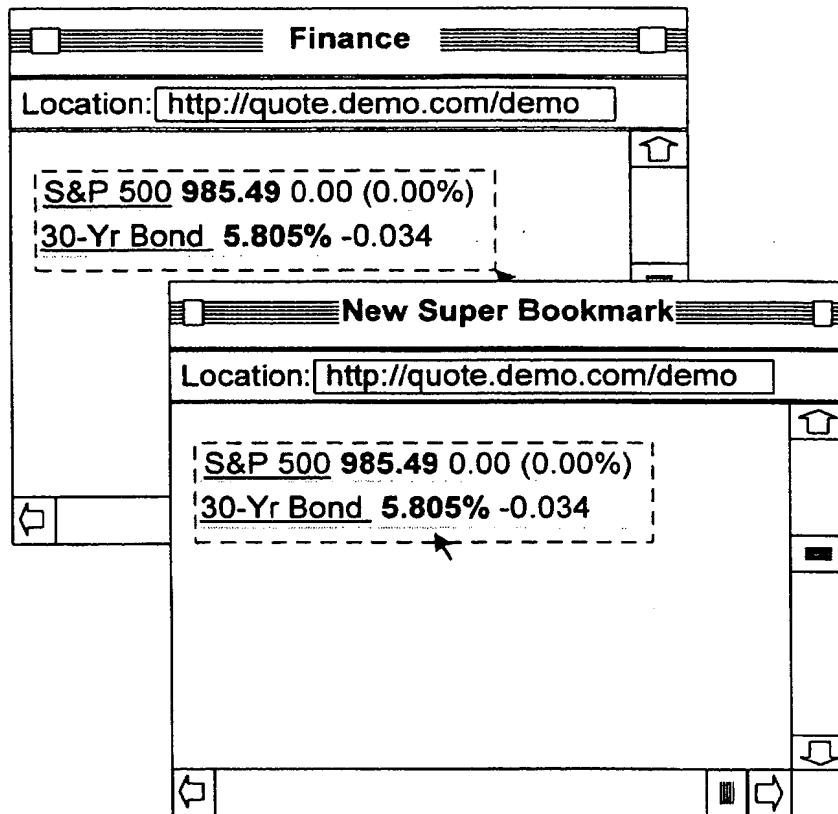 Finance
Location: http://quote.demo.com/demo
S&P 500 985.49 0.00 (0.00%)
30-Yr Bond 5.805% -0.034
New Super Bookmark
Location: http://quote.demo.com/demo
S&P 500 985.49 0.00 (0.00%)
30-Yr Bond 5.805% -0.034